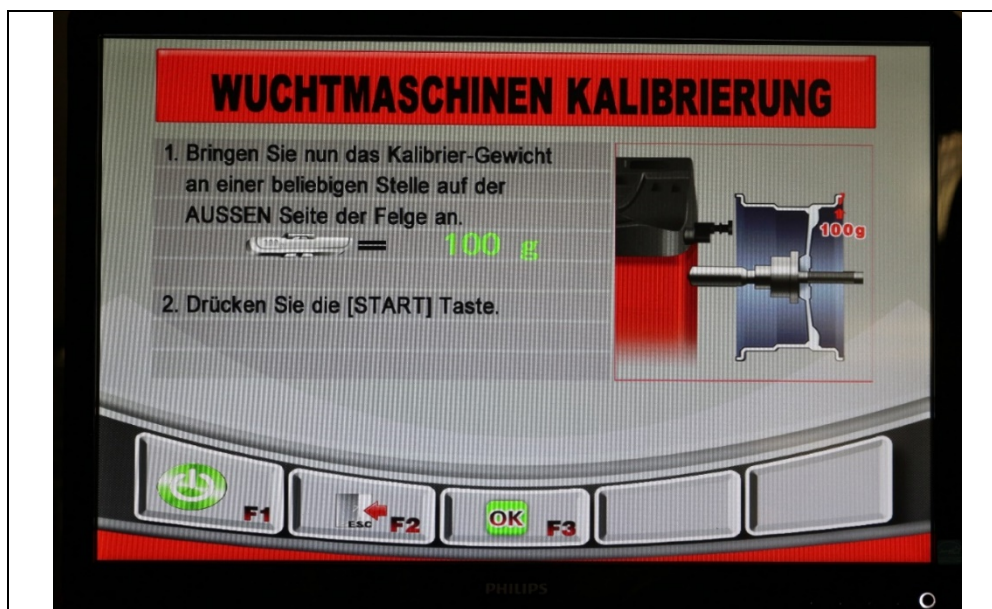 WUCHTMASCHINEN KALIBRIERUNG
1. Bringen Sie nun das Kalibrier-Gewicht
an einer beliebigen Stelle auf der
AUSSEN Seite der Felge an.
= 100 g
2. Drücken Sie die [START] Taste.
100g
F1
ESC F2
OK F3
PHILIPS